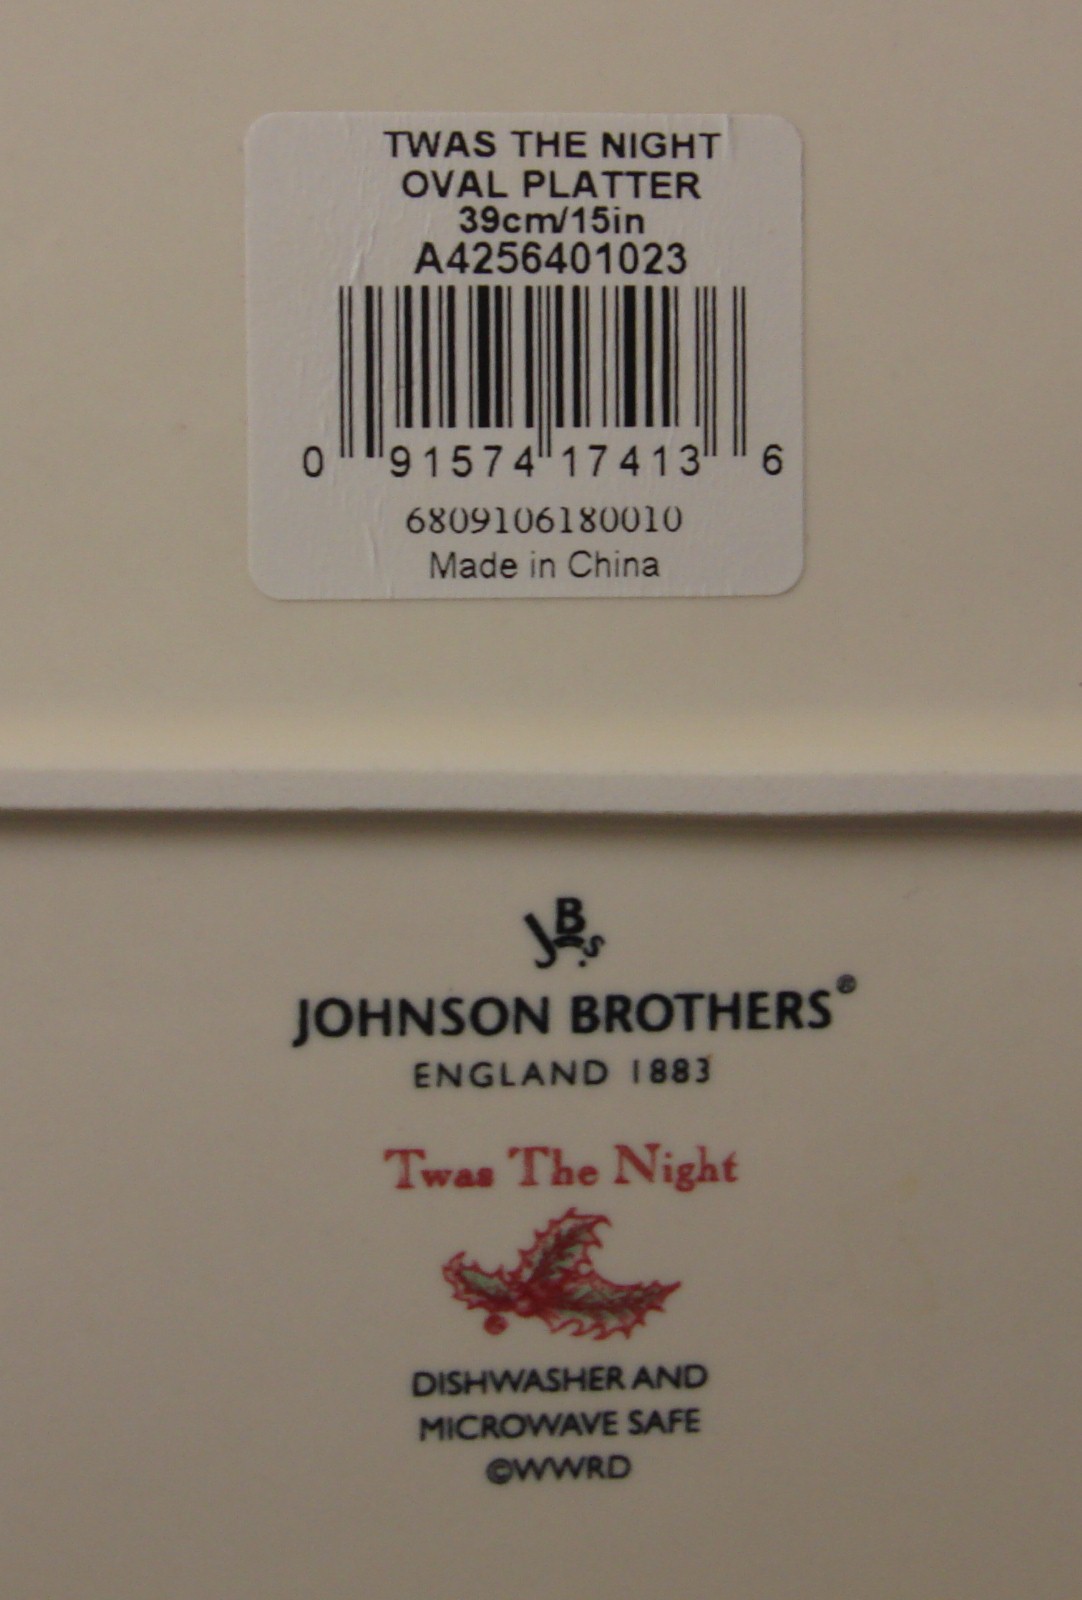 TWAS THE NIGHT
OVAL PLATTER
39cm/15in
A4256401023
0 91574 17413 6
6809106180010
Made in China
JBs
JOHNSON BROTHERS®
ENGLAND 1883
Twas The Night
DISHWASHER AND
MICROWAVE SAFE
©WWRD